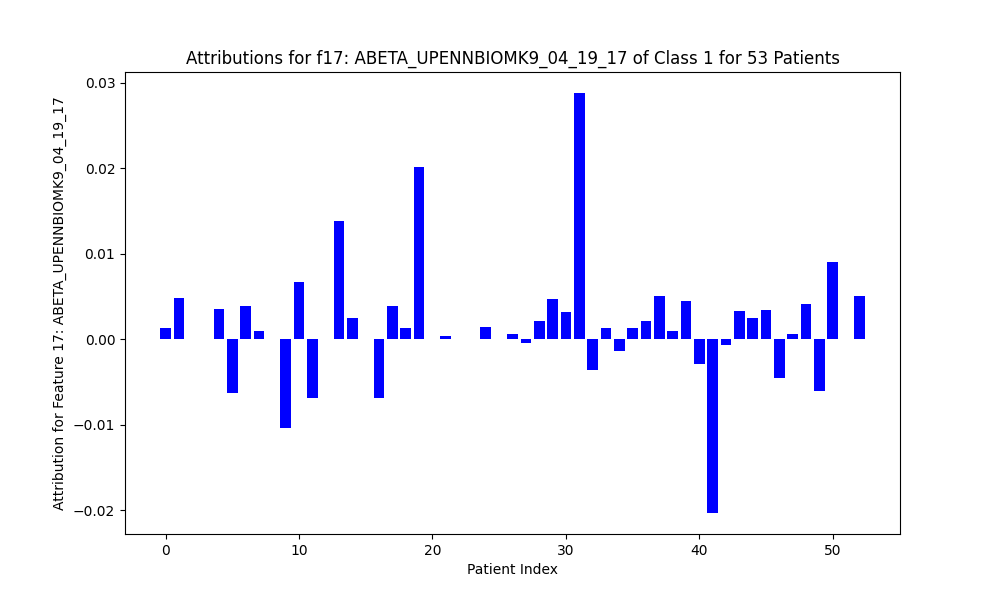 Attributions for f17: ABETA_UPENNBIOMK9_04_19_17 of Class 1 for 53 Patients
Attribution for Feature 17: ABETA_UPENNBIOMK9_04_19_17
0.03
0.02
0.01
0.00
−0.01
−0.02
0 10 20 30 40 50
Patient Index